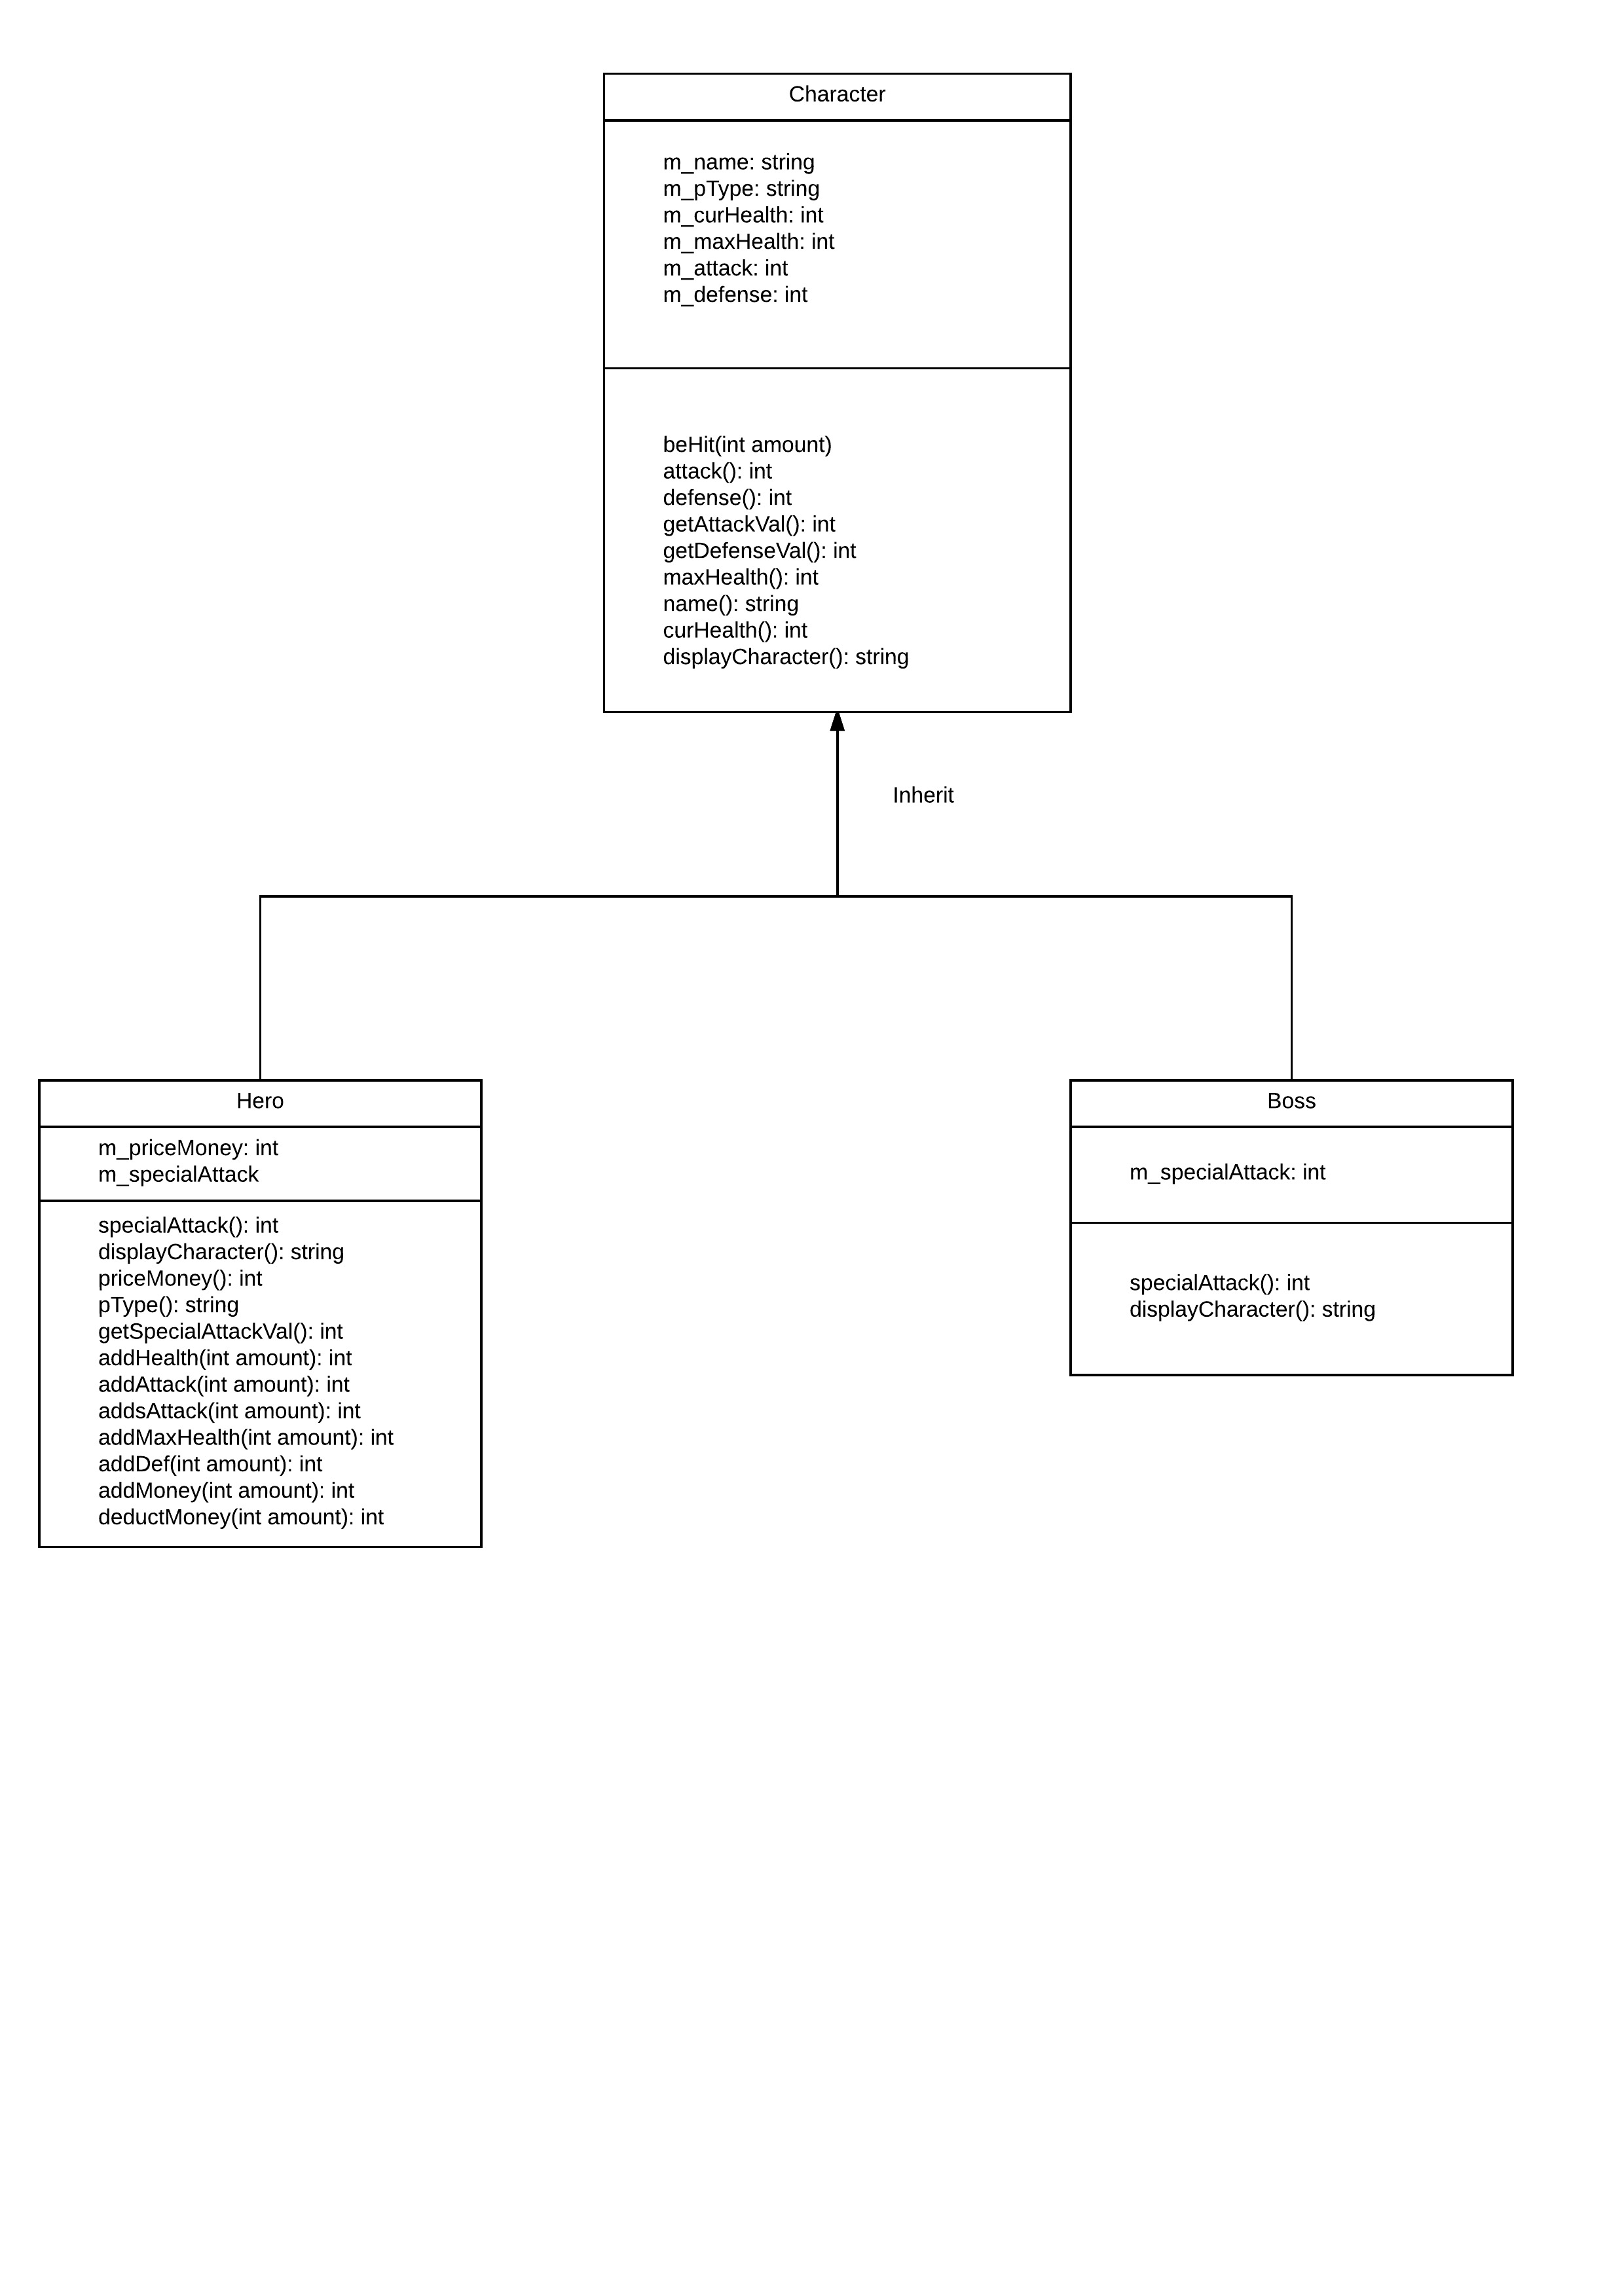 Character
m_name: string
m_pType: string
m_curHealth: int
m_maxHealth: int
m_attack: int
m_defense: int
beHit(int amount)
attack(): int
defense(): int
getAttackVal(): int
getDefenseVal(): int
maxHealth(): int
name(): string
curHealth(): int
displayCharacter(): string
Inherit
Hero
m_priceMoney: int
m_specialAttack
specialAttack(): int
displayCharacter(): string
priceMoney(): int
pType(): string
getSpecialAttackVal(): int
addHealth(int amount): int
addAttack(int amount): int
addsAttack(int amount): int
addMaxHealth(int amount): int
addDef(int amount): int
addMoney(int amount): int
deductMoney(int amount): int
Boss
m_specialAttack: int
specialAttack(): int
displayCharacter(): string